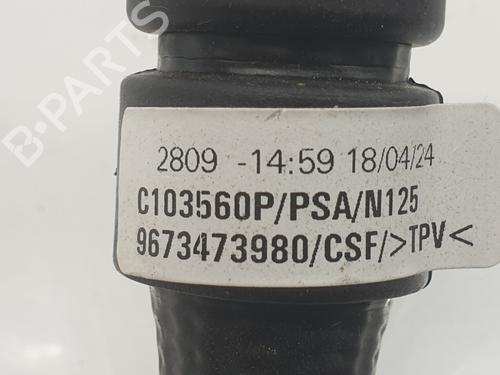 B-PARTS
2809 -14:59 18/04/24
C103560P/PSA/N125
9673473980/CSF/>TPV<